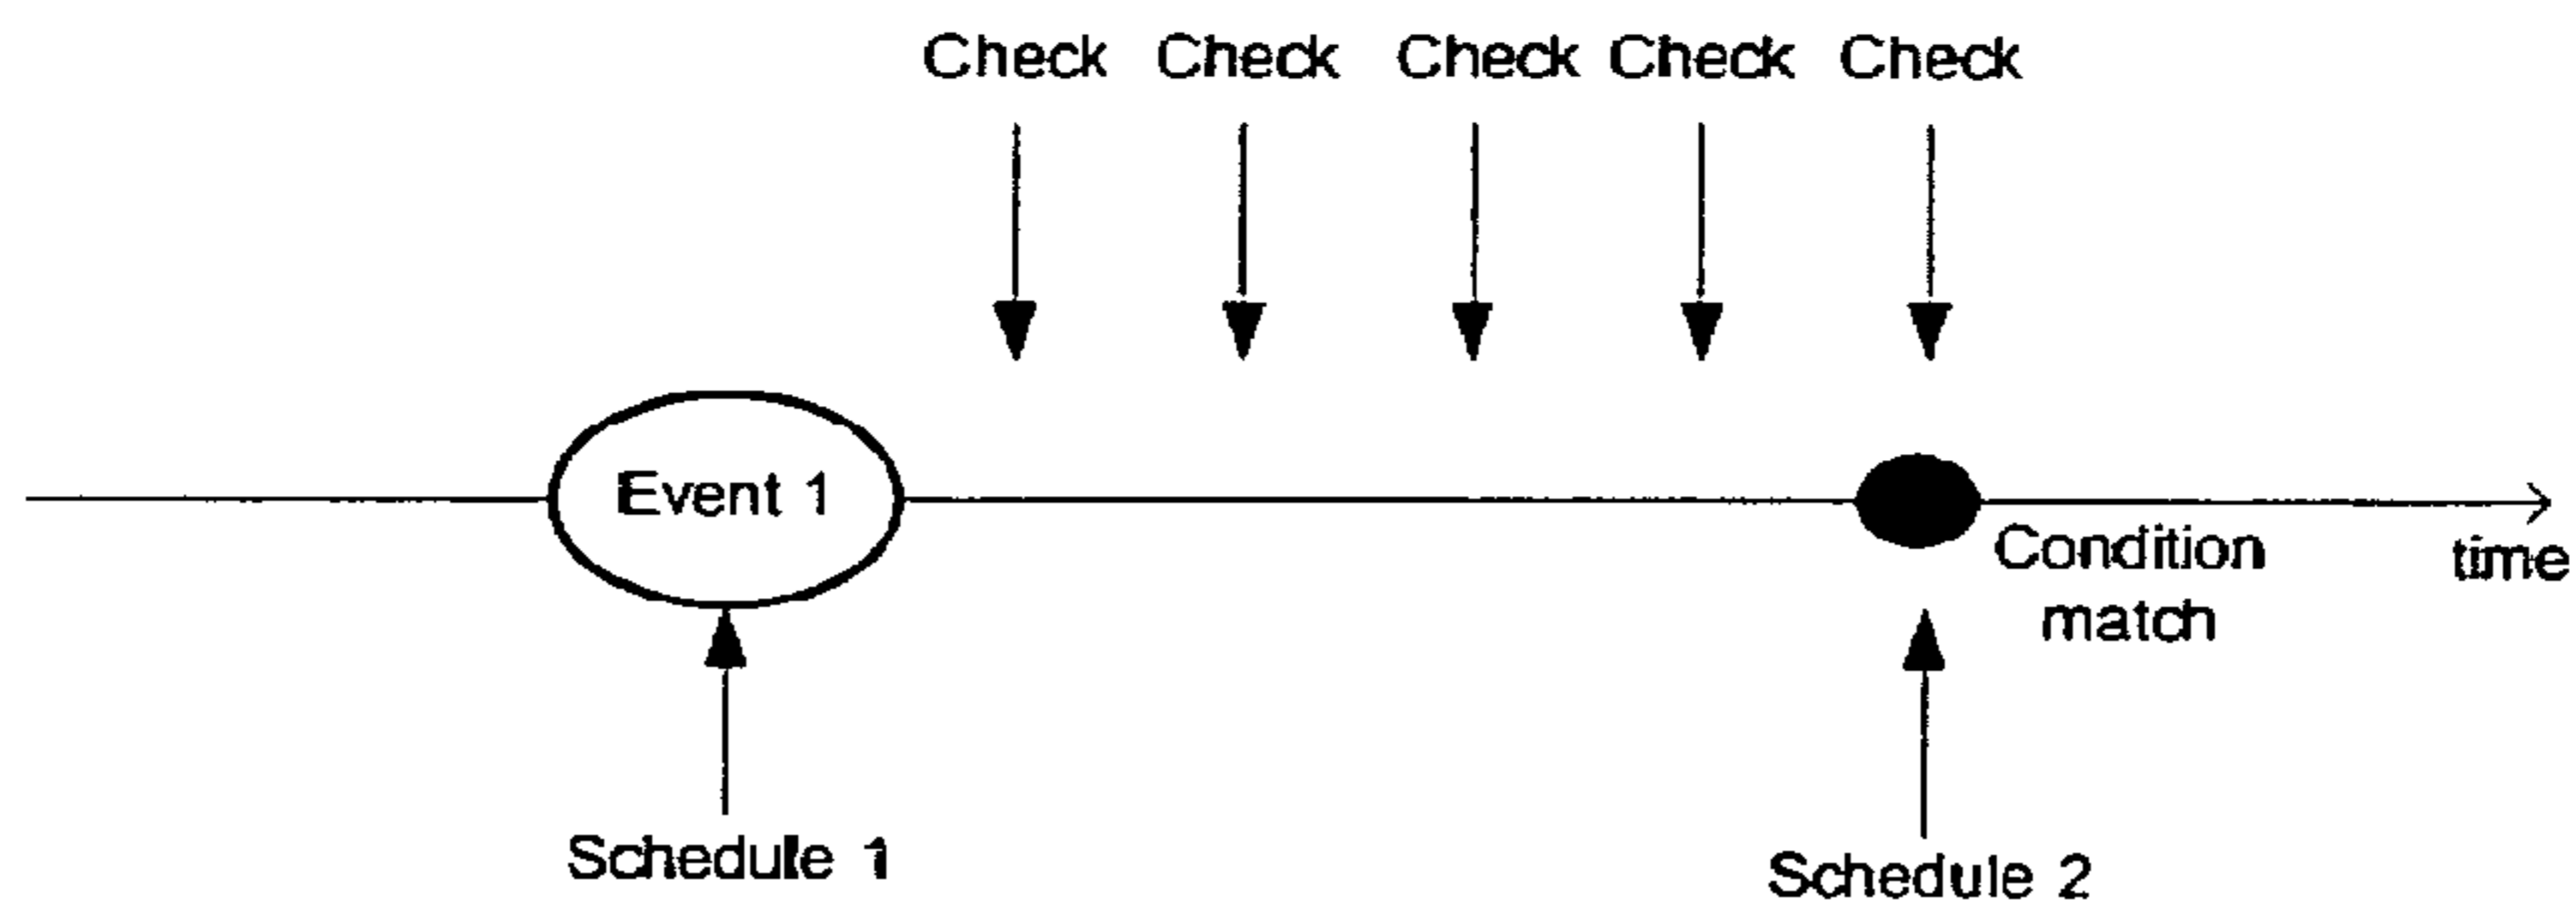 Check Check Check Check Check
Event 1
Condition
match
time
Schedule 1
Schedule 2